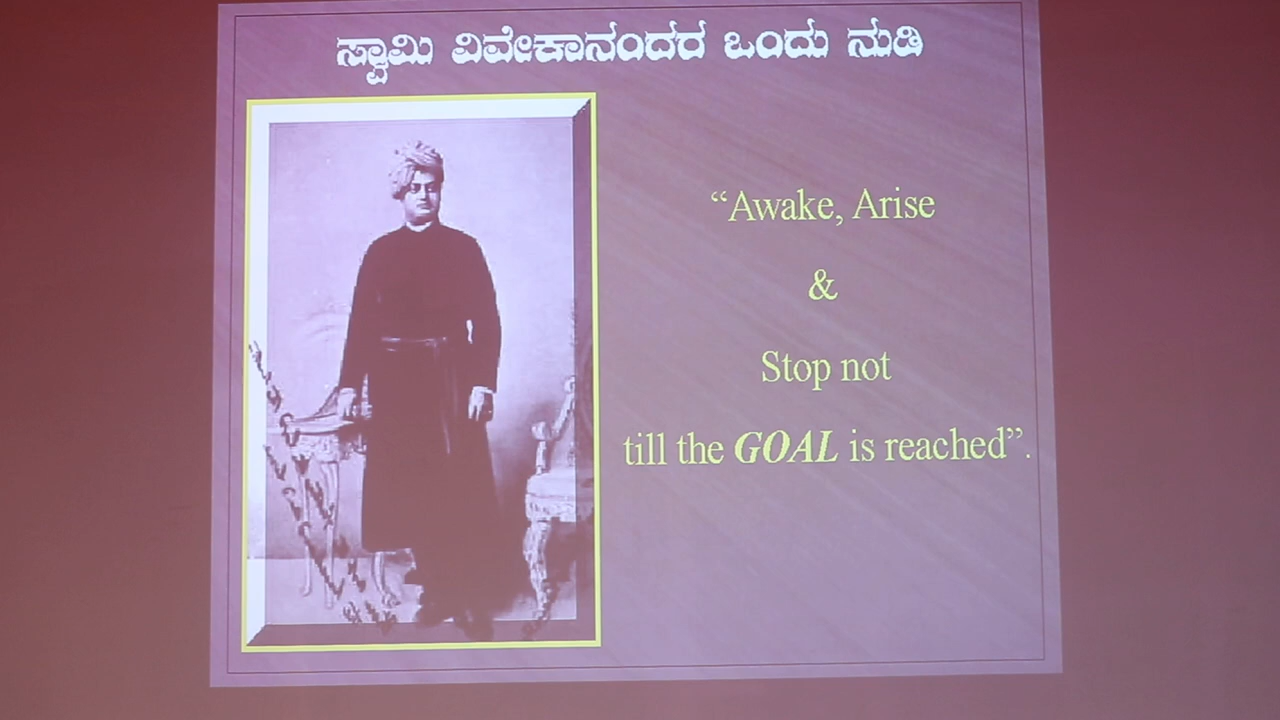 ಸ್ವಾಮಿ ವಿವೇಕಾನಂದರ ಒಂದು ನುಡಿ
“Awake, Arise
&
Stop not
till the GOAL is reached”.